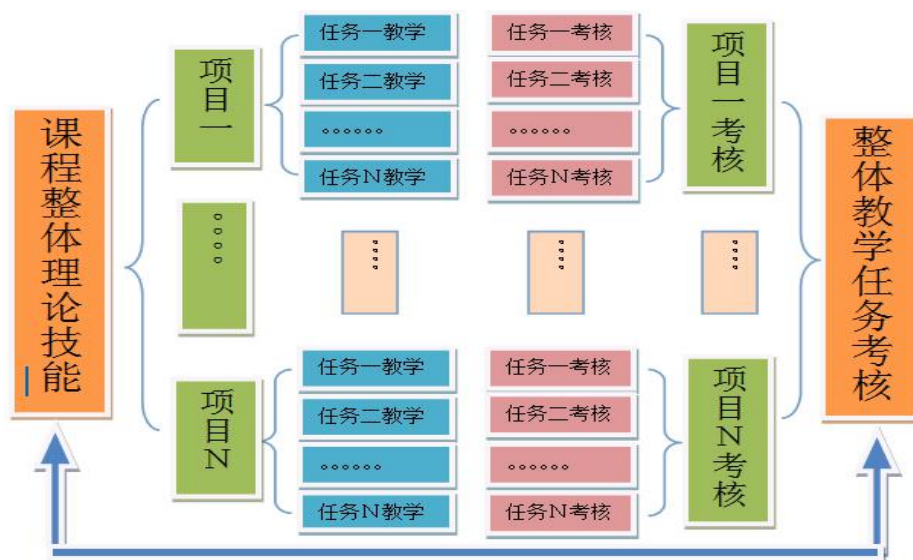 课程整体理论技能
项目一
任务一教学
任务二教学
。。。。。。
任务N教学
任务一考核
任务二考核
。。。。。。
任务N考核
项目一考核
。。。。
。。。。
。。。。
。。。。
项目N
任务一教学
任务二教学
。。。。。。
任务N教学
任务一考核
任务二考核
。。。。。。
任务N考核
项目N考核
整体教学任务考核